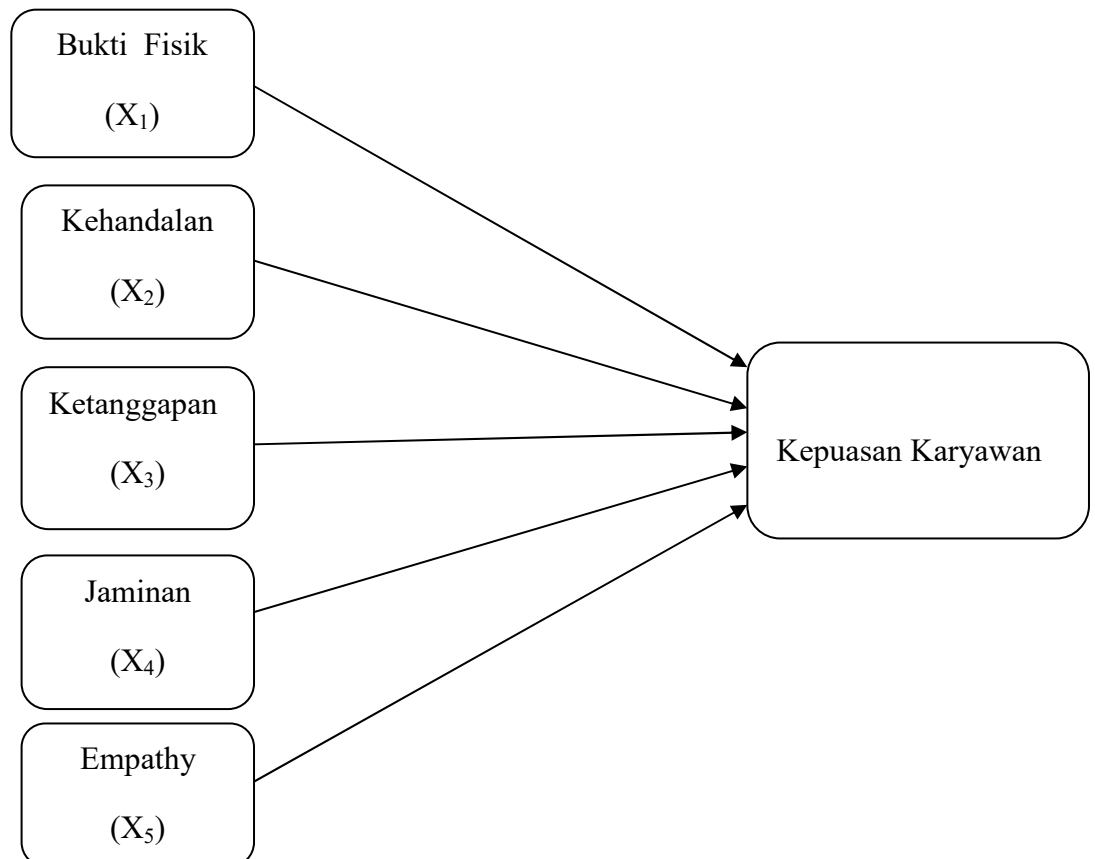 Bukti  Fisik
(X₁)
Kehandalan
(X₂)
Ketanggapan
(X₃)
Kepuasan Karyawan
Jaminan
(X₄)
Empathy
(X₅)